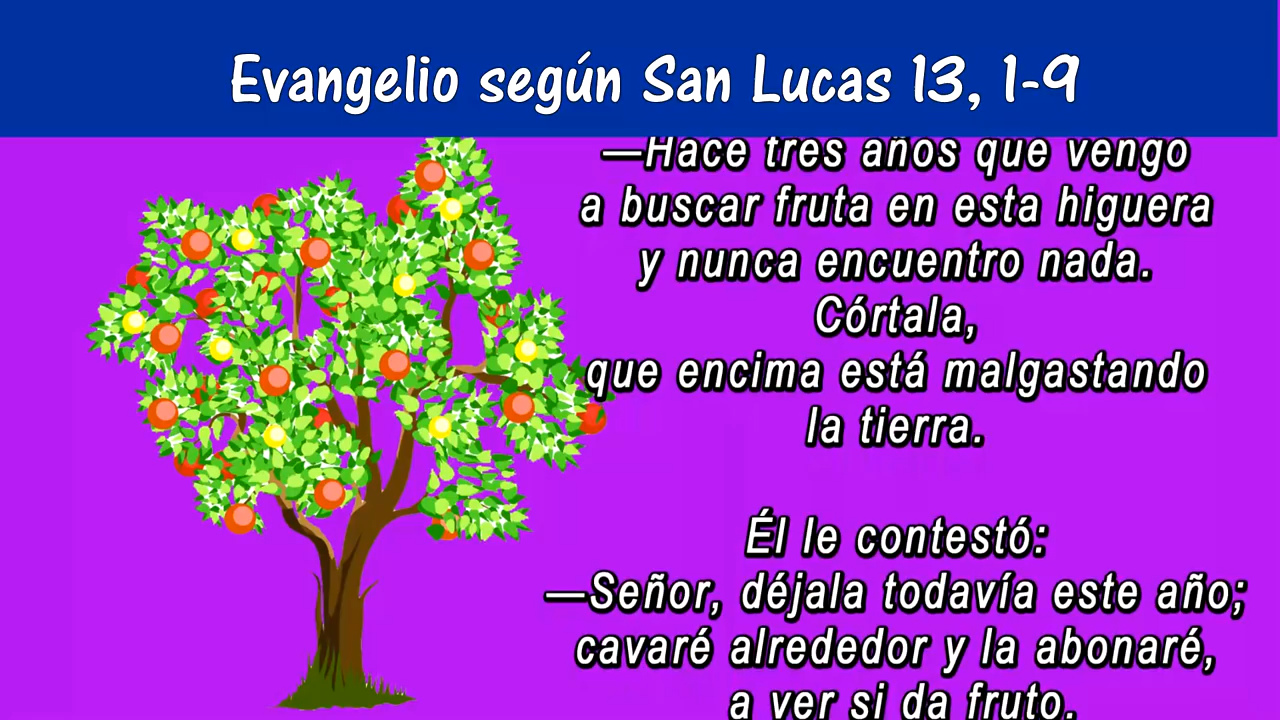 Evangelio según San Lucas 13, 1-9
—Hace tres años que vengo
a buscar fruta en esta higuera
y nunca encuentro nada.
Córtala,
que encima está malgastando
la tierra.
Él le contestó:
—Señor, déjala todavía este año;
cavaré alrededor y la abonaré,
a ver si da fruto.